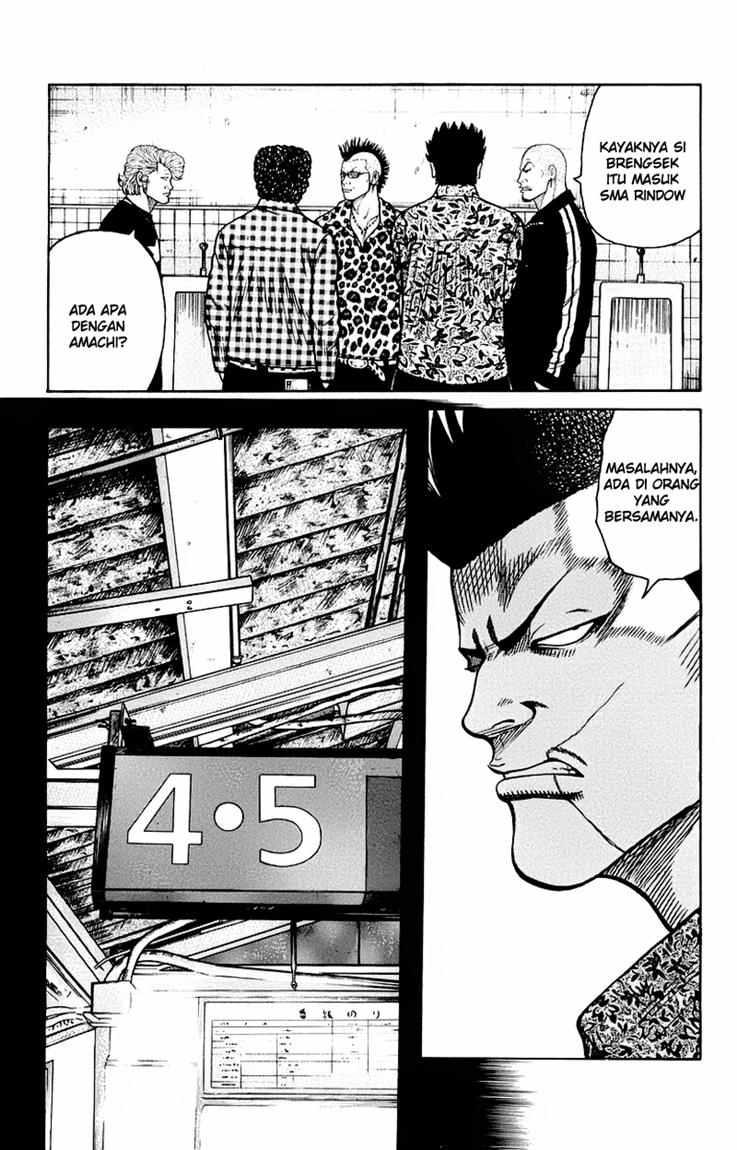 KAYAKNYA SI
BRENGSEK
ITU MASUK
SMA RINDOW
ADA APA
DENGAN
AMACHI?
MASALAHNYA,
ADA DI ORANG
YANG
BERSAMANYA.
4•5